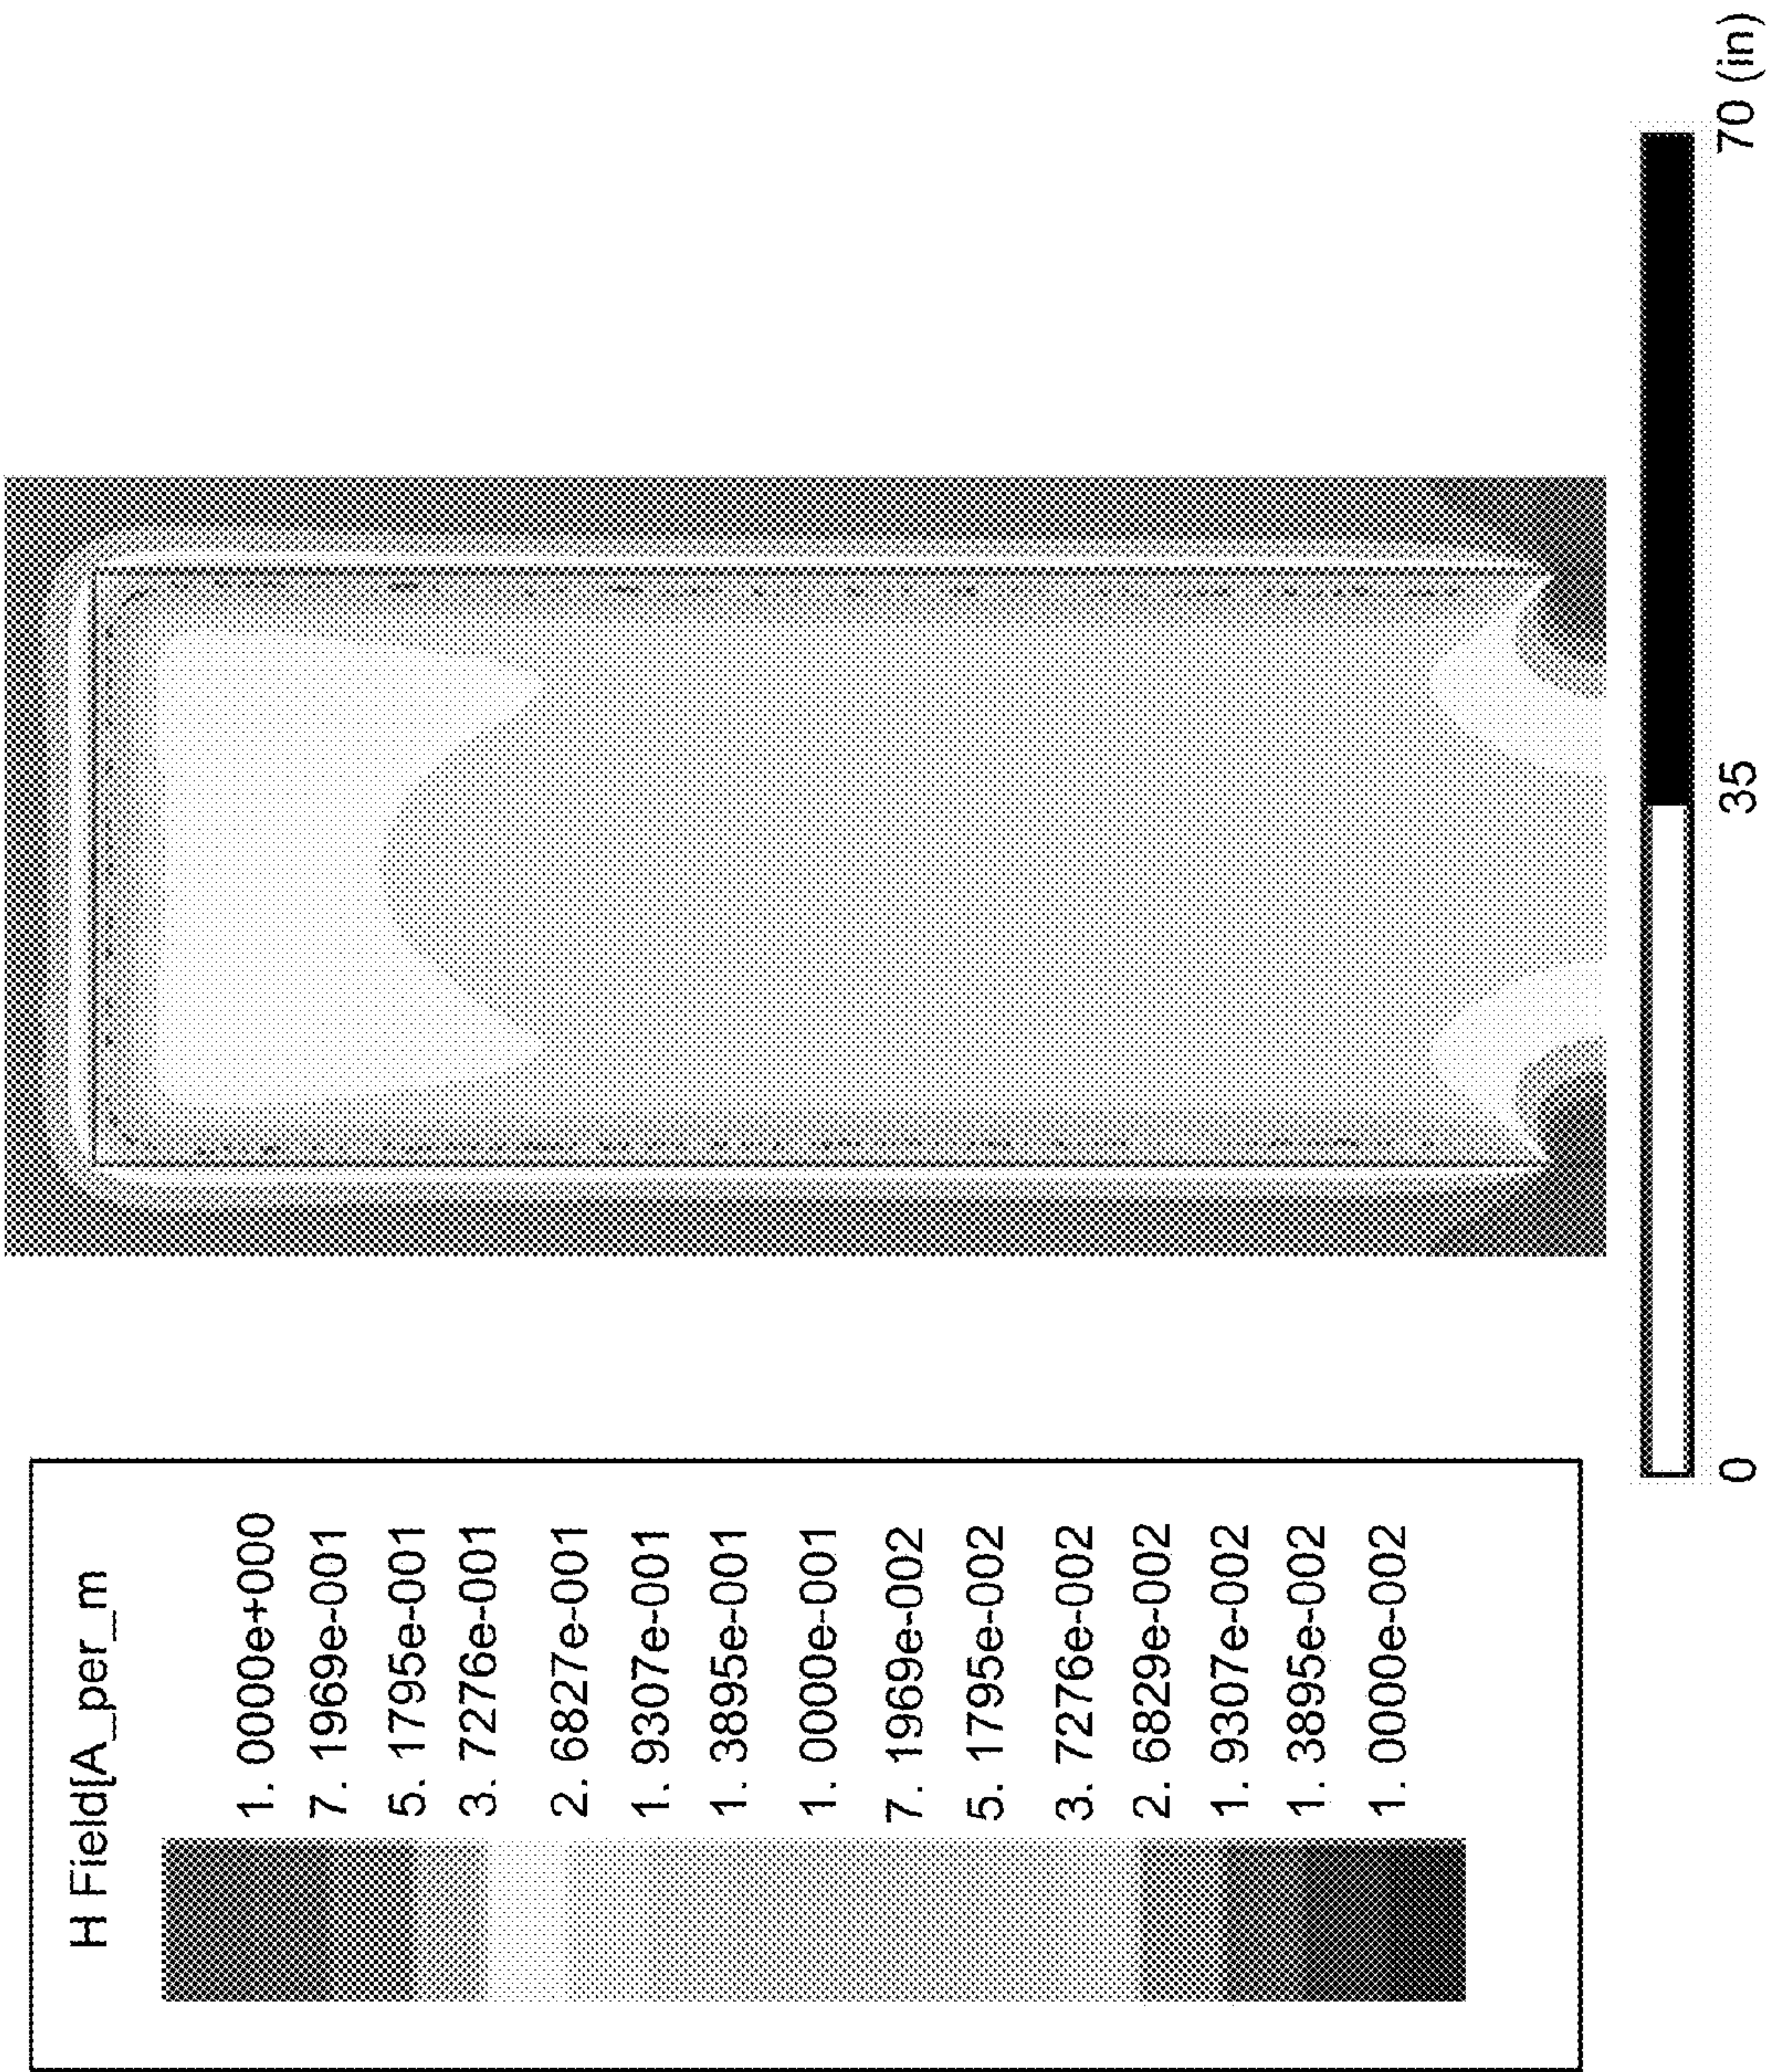 H Field[A_per_m
1. 0000e+000
7. 1969e-001
5. 1795e-001
3. 7276e-001
2. 6827e-001
1. 9307e-001
1. 3895e-001
1. 0000e-001
7. 1969e-002
5. 1795e-002
3. 7276e-002
2. 6829e-002
1. 9307e-002
1. 3895e-002
1. 0000e-002
0 35 70 (in)